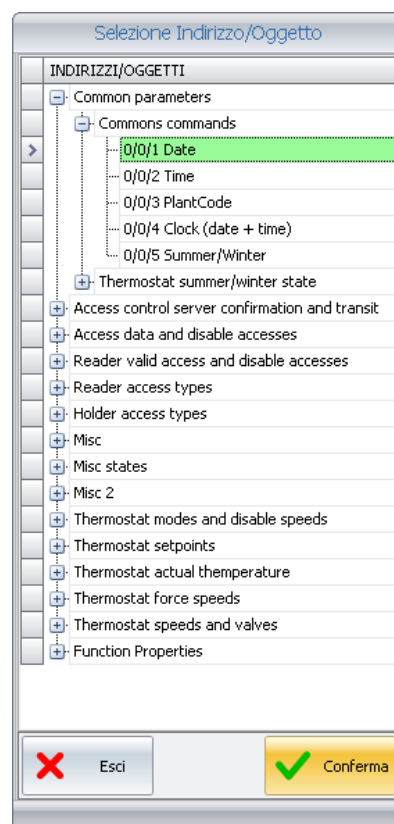 Selezione Indirizzo/Oggetto
INDIRIZZI/OGGETTI
Common parameters
Commons commands
0/0/1 Date
0/0/2 Time
0/0/3 PlantCode
0/0/4 Clock (date + time)
0/0/5 Summer/Winter
Thermostat summer/winter state
Access control server confirmation and transit
Access data and disable accesses
Reader valid access and disable accesses
Reader access types
Holder access types
Misc
Misc states
Misc 2
Thermostat modes and disable speeds
Thermostat setpoints
Thermostat actual themperature
Thermostat force speeds
Thermostat speeds and valves
Function Properties
Esci
Conferma